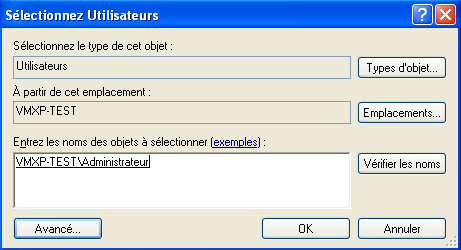 Sélectionnez Utilisateurs
Sélectionnez le type de cet objet :
Utilisateurs
Types d'objet...
À partir de cet emplacement :
VMXP-TEST
Emplacements...
Entrez les noms des objets à sélectionner (exemples) :
VMXP-TEST\Administrateur
Vérifier les noms
Avancé...
OK
Annuler